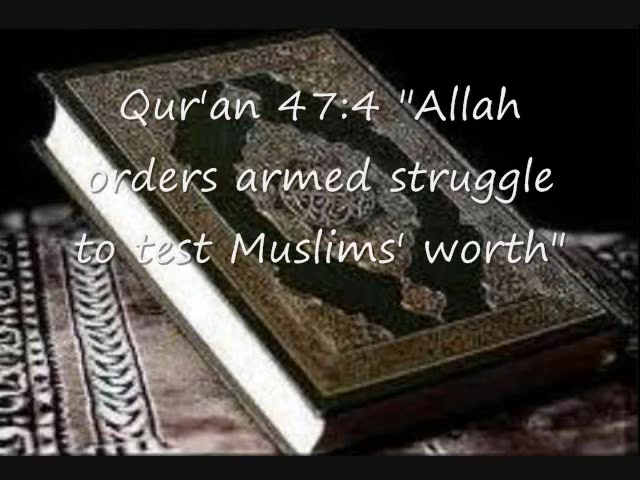 Qur'an 47:4 "Allah
orders armed struggle
to test Muslims' worth"